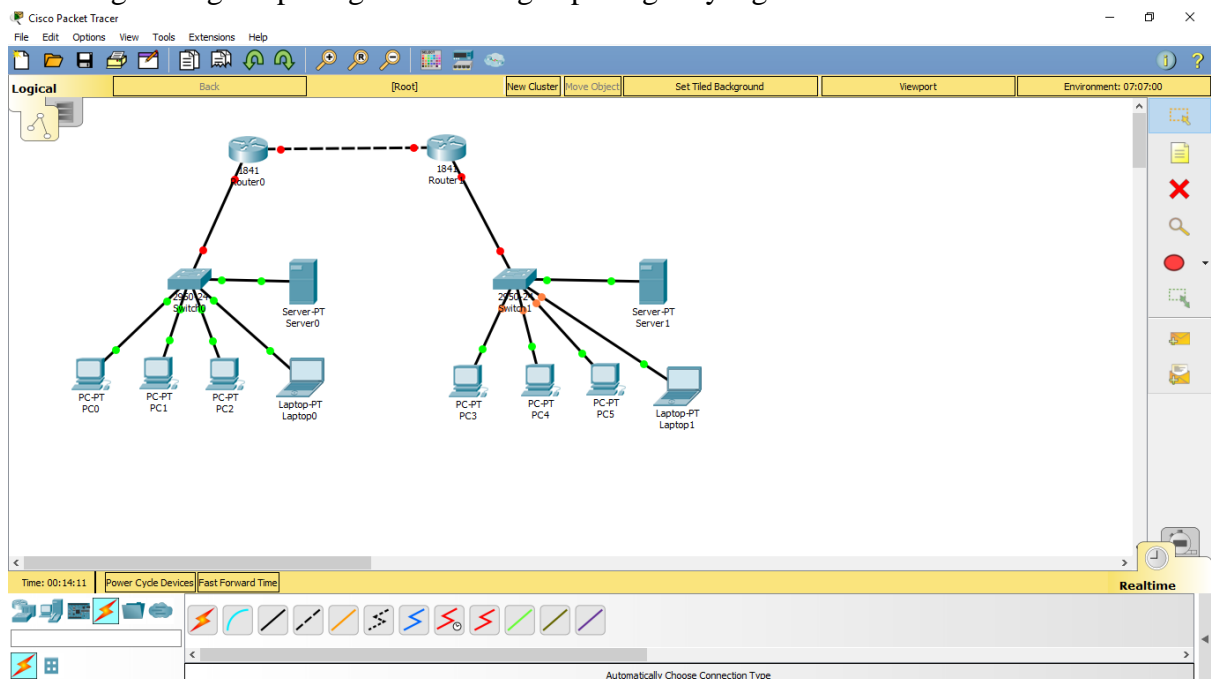 Cisco Packet Tracer
File Edit Options View Tools Extensions Help
Logical Back [Root] New Cluster Move Object Set Tiled Background Viewport Environment: 07:07:00
1841
Router0
1841
Router1
2950-24
Switch0
Server-PT
Server0
2950-24
Switch1
Server-PT
Server1
PC-PT
PC0
PC-PT
PC1
PC-PT
PC2
Laptop-PT
Laptop0
PC-PT
PC3
PC-PT
PC4
PC-PT
PC5
Laptop-PT
Laptop1
Time: 00:14:11 Power Cycle Devices Fast Forward Time Realtime
Automatically Choose Connection Type